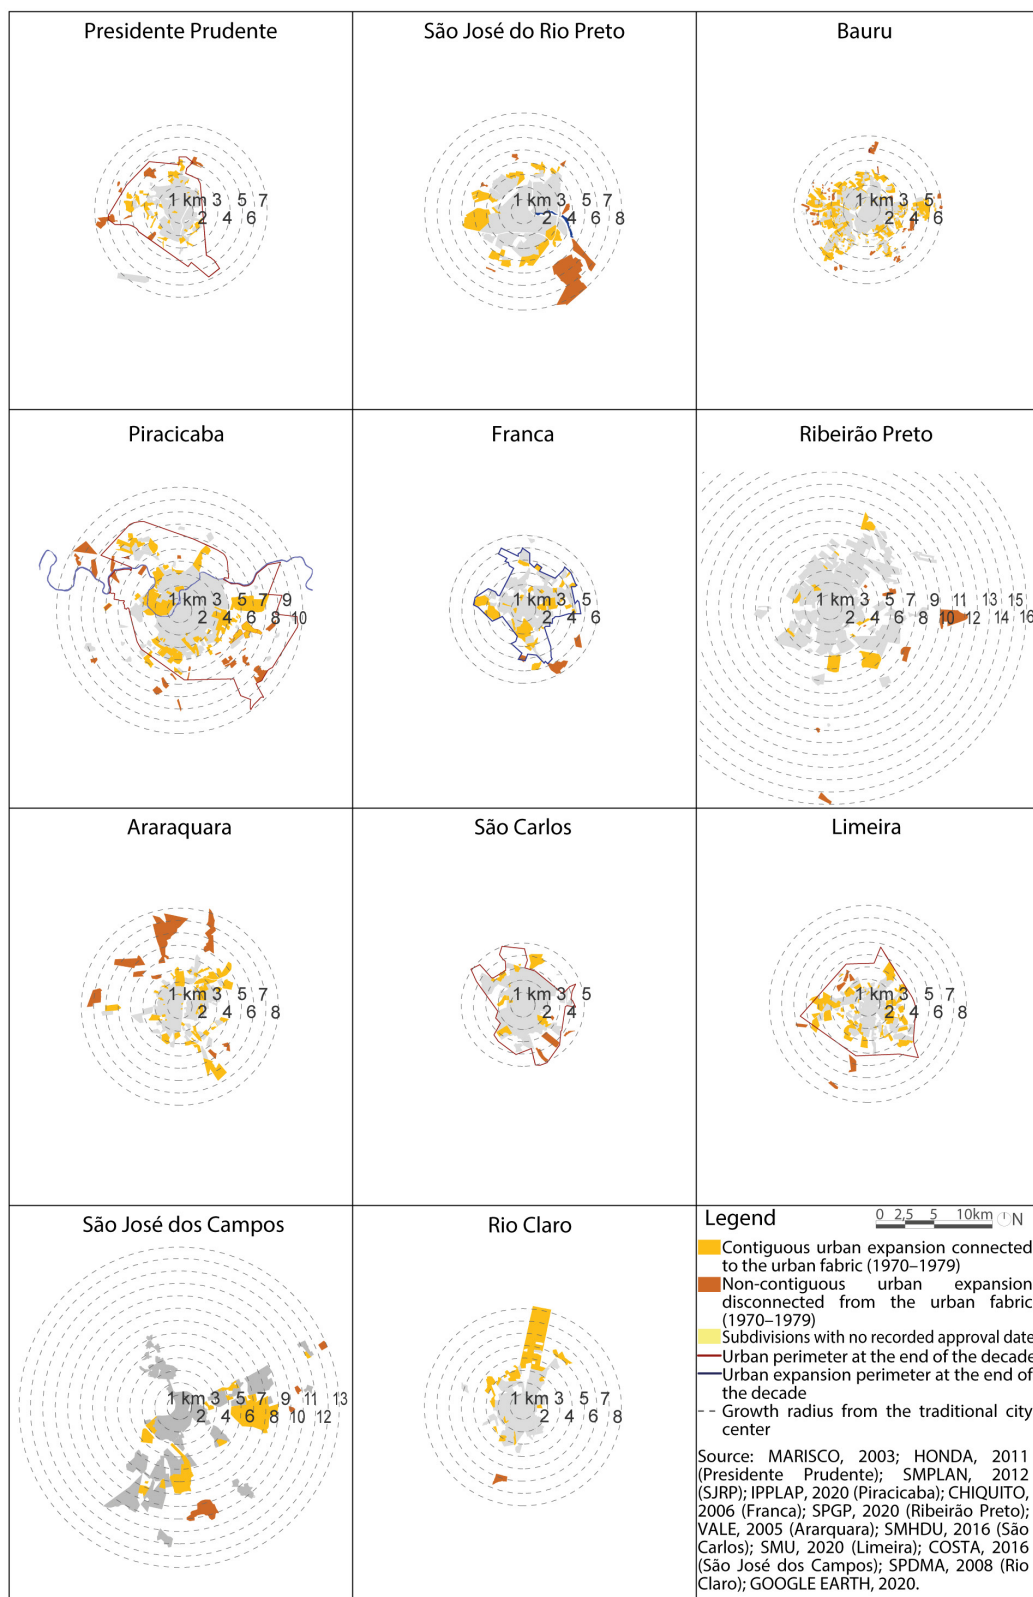 Presidente Prudente
São José do Rio Preto
Bauru
1 km 3 5 7
2 4 6
1 km 3 5 7
2 4 6 8
1 km 3 5
2 4 6
Piracicaba
Franca
Ribeirão Preto
1 km 3 5 7 9
2 4 6 8 10
1 km 3 5
2 4 6
1 km 3 5 7 9 11 13 15
2 4 6 8 10 12 14 16
Araraquara
São Carlos
Limeira
1 km 3 5 7
2 4 6 8
1 km 3 5
2 4
1 km 3 5 7
2 4 6 8
São José dos Campos
Rio Claro
1 km 3 5 7 9 11 13
2 4 6 8 10 12
1 km 3 5 7
2 4 6 8
Legend
0 2,5 5 10km N
Contiguous urban expansion connected
to the urban fabric (1970–1979)
Non-contiguous urban expansion
disconnected from the urban fabric
(1970–1979)
Subdivisions with no recorded approval date
Urban perimeter at the end of the decade
Urban expansion perimeter at the end of
the decade
Growth radius from the traditional city
center
Source: MARISCO, 2003; HONDA, 2011
(Presidente Prudente); SMPLAN, 2012
(SJRP); IPPLAP, 2020 (Piracicaba); CHIQUITO,
2006 (Franca); SPGP, 2020 (Ribeirão Preto);
VALE, 2005 (Ararquara); SMHDU, 2016 (São
Carlos); SMU, 2020 (Limeira); COSTA, 2016
(São José dos Campos); SPDMA, 2008 (Rio
Claro); GOOGLE EARTH, 2020.